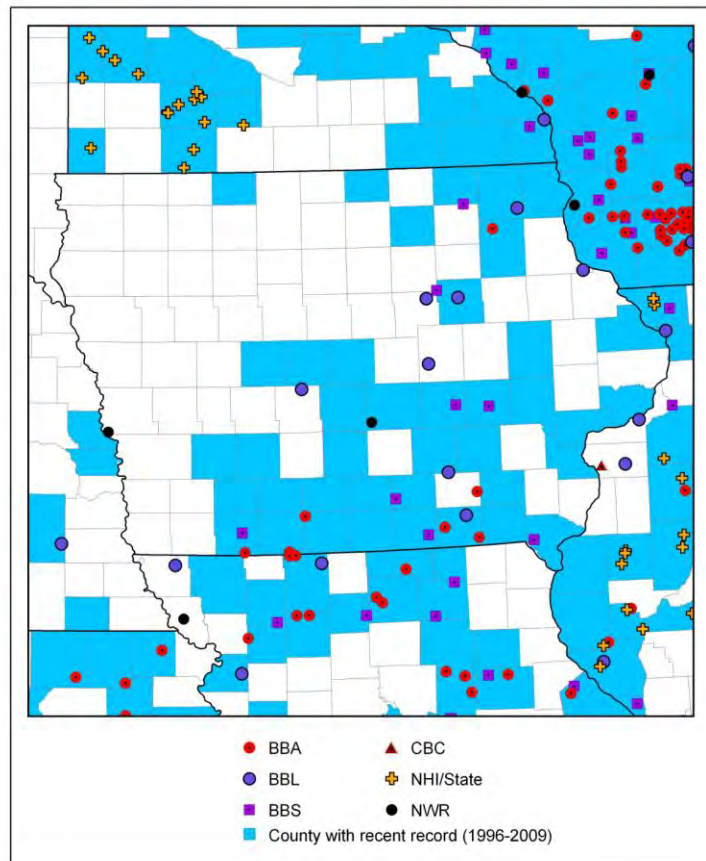 BBA
CBC
BBL
NHI/State
BBS
NWR
County with recent record (1996-2009)